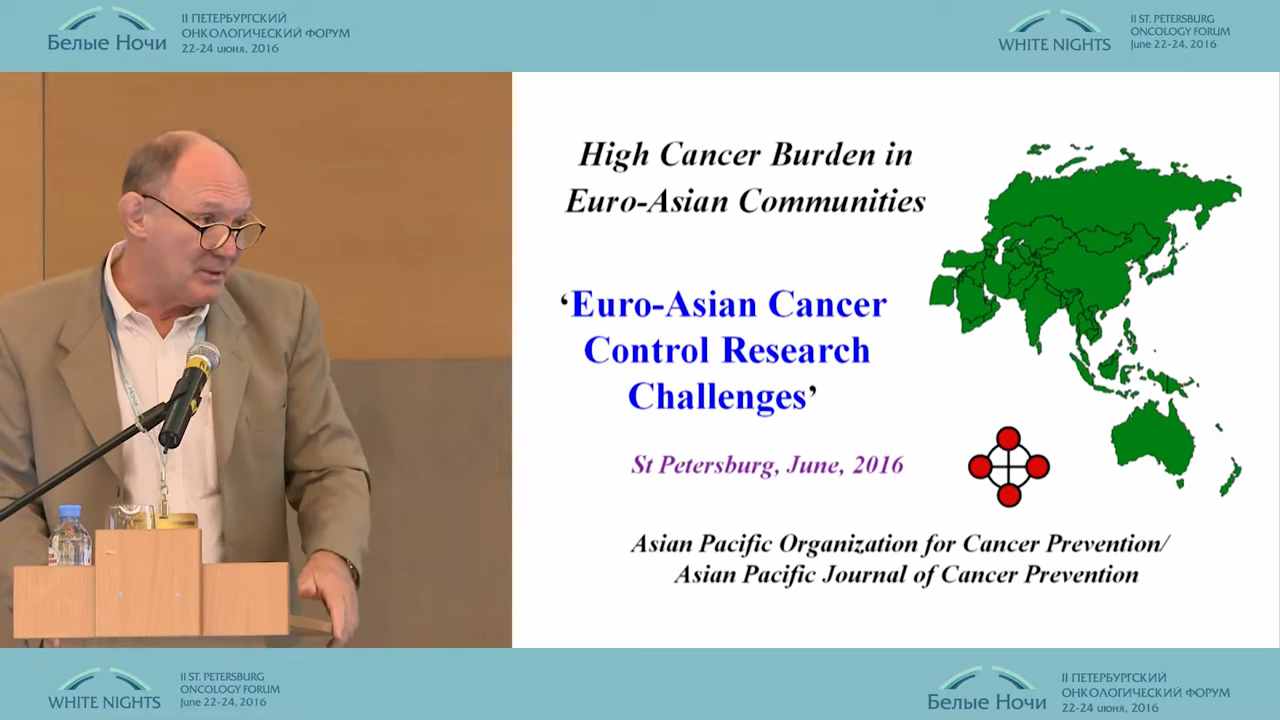 Белые Ночи
II ПЕТЕРБУРГСКИЙ
ОНКОЛОГИЧЕСКИЙ ФОРУМ
22-24 июня, 2016
WHITE NIGHTS
II ST. PETERSBURG
ONCOLOGY FORUM
June 22-24, 2016
High Cancer Burden in
Euro-Asian Communities
‘Euro-Asian Cancer
Control Research
Challenges’
St Petersburg, June, 2016
Asian Pacific Organization for Cancer Prevention/
Asian Pacific Journal of Cancer Prevention
WHITE NIGHTS
II ST. PETERSBURG
ONCOLOGY FORUM
June 22-24, 2016
Белые Ночи
II ПЕТЕРБУРГСКИЙ
ОНКОЛОГИЧЕСКИЙ ФОРУМ
22-24 июня, 2016